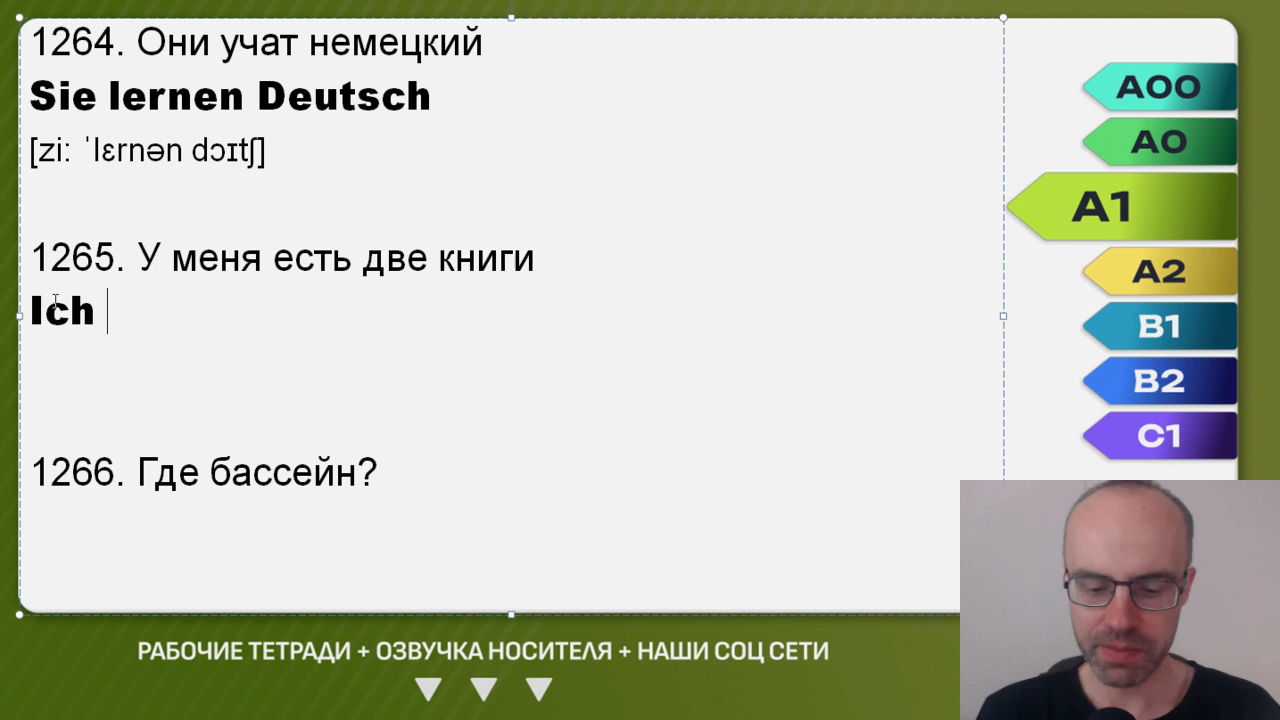 1264. Они учат немецкий
Sie lernen Deutsch
[zi: ˈlɛrnən dɔɪtʃ]
1265. У меня есть две книги
Ich
1266. Где бассейн?
A00
A0
A1
A2
B1
B2
C1
РАБОЧИЕ ТЕТРАДИ + ОЗВУЧКА НОСИТЕЛЯ + НАШИ СОЦ СЕТИ